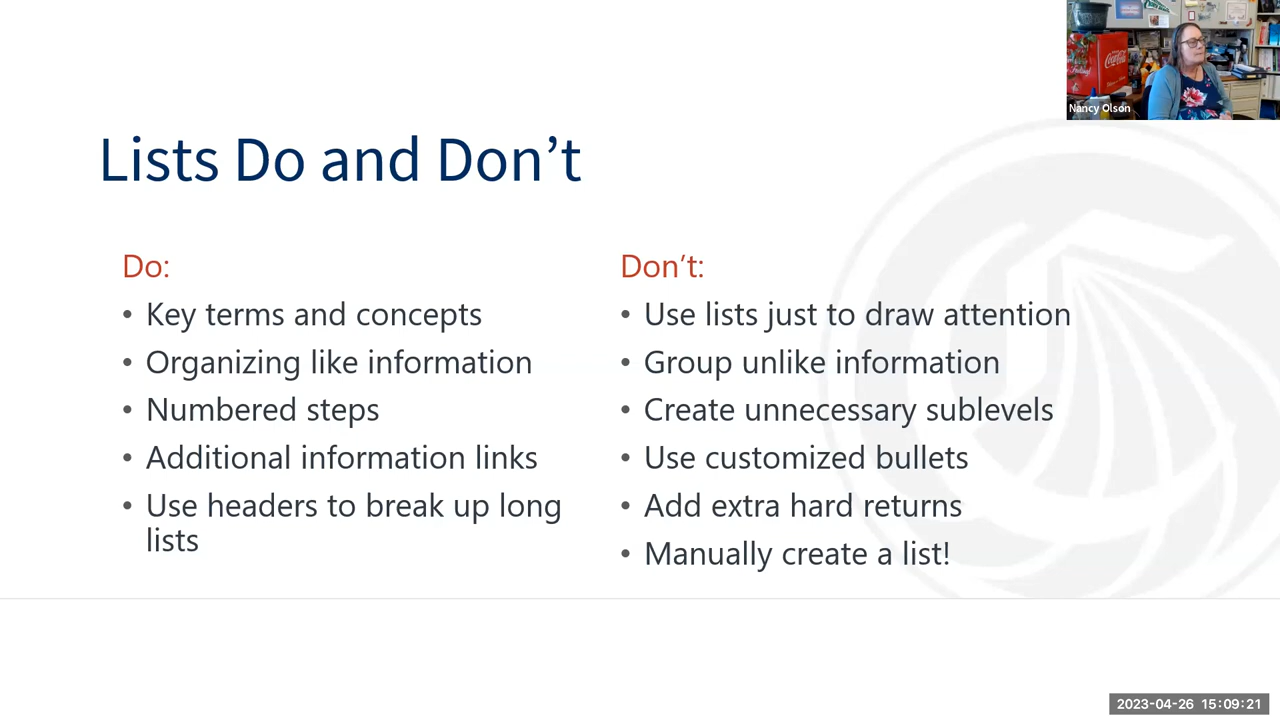 Coca-Cola
Nancy Olson
Lists Do and Don’t
Do:
• Key terms and concepts
• Organizing like information
• Numbered steps
• Additional information links
• Use headers to break up long
lists
Don’t:
• Use lists just to draw attention
• Group unlike information
• Create unnecessary sublevels
• Use customized bullets
• Add extra hard returns
• Manually create a list!
2023-04-26 15:09:21